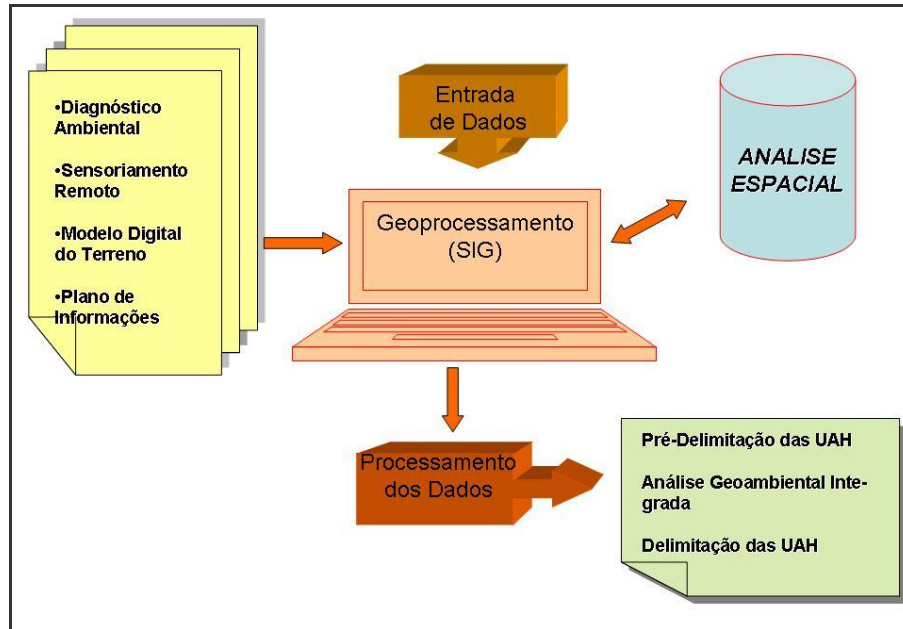 •Diagnóstico
Ambiental
•Sensoriamento
Remoto
•Modelo Digital
do Terreno
•Plano de
Informações
Entrada
de Dados
Geoprocessamento
(SIG)
ANALISE
ESPACIAL
Processamento
dos Dados
Pré-Delimitação das UAH
Análise Geoambiental Inte-
grada
Delimitação das UAH